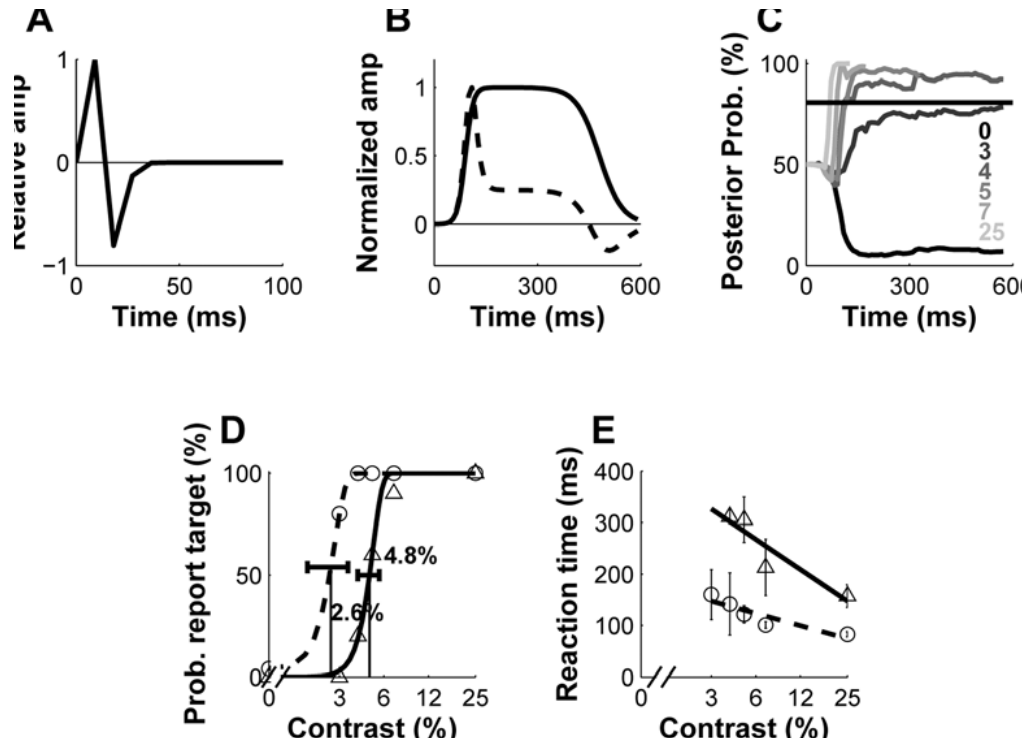 A
Relative amp
1
0
−1
0
50
100
Time (ms)
B
Normalized amp
1
0.5
0
0
300
600
Time (ms)
C
Posterior Prob. (%)
100
50
0
0
3
4
5
7
25
0
300
600
Time (ms)
D
Prob. report target (%)
100
50
0
4.8%
2.6%
0
3
6
12
25
Contrast (%)
E
Reaction time (ms)
400
300
200
100
0
0
3
6
12
25
Contrast (%)